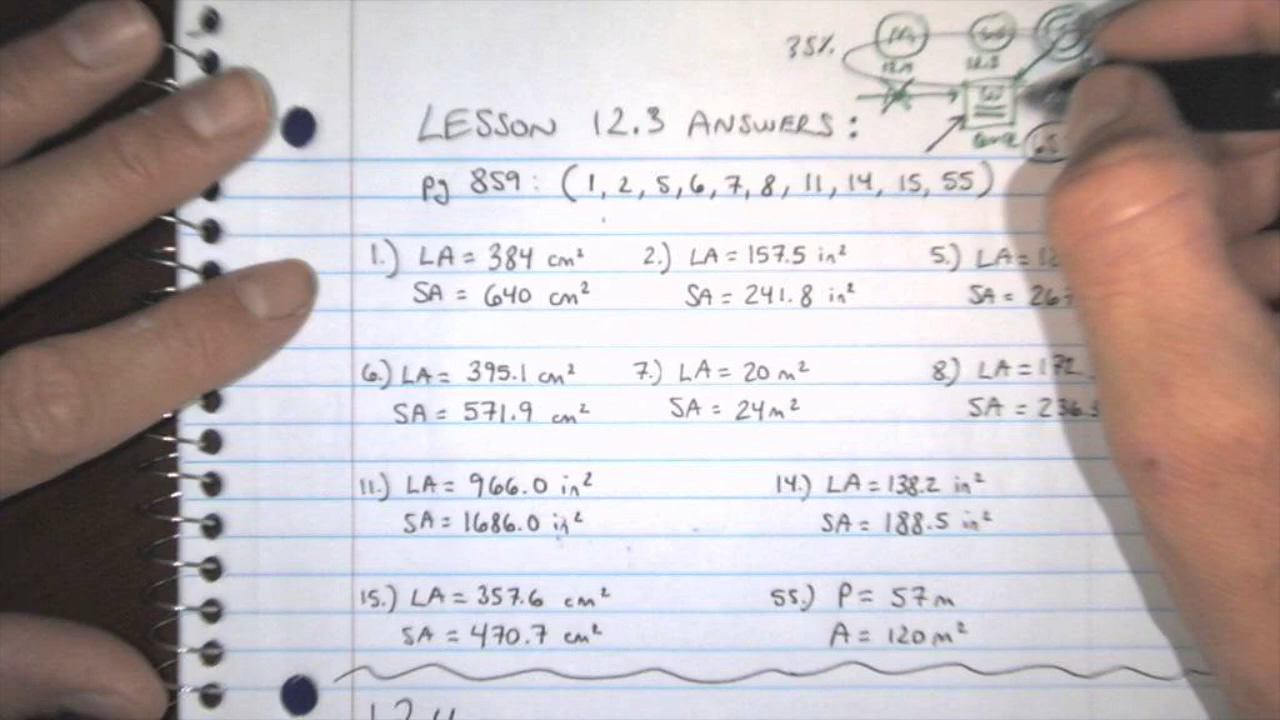 35%
12.A 12.B
LESSON 12.3 ANSWERS:
pg 859: (1, 2, 5, 6, 7, 8, 11, 14, 15, 55)
1.) LA = 384 cm² 2.) LA = 157.5 in² 5.) LA =
SA = 640 cm² SA = 241.8 in² SA =
6.) LA = 395.1 cm² 7.) LA = 20 m² 8.) LA = 172.
SA = 571.9 cm² SA = 24 m² SA = 236.
11.) LA = 966.0 in² 14.) LA = 138.2 in²
SA = 1686.0 in² SA = 188.5 in²
15.) LA = 357.6 cm² 55.) P = 57 m
SA = 470.7 cm² A = 120 m²